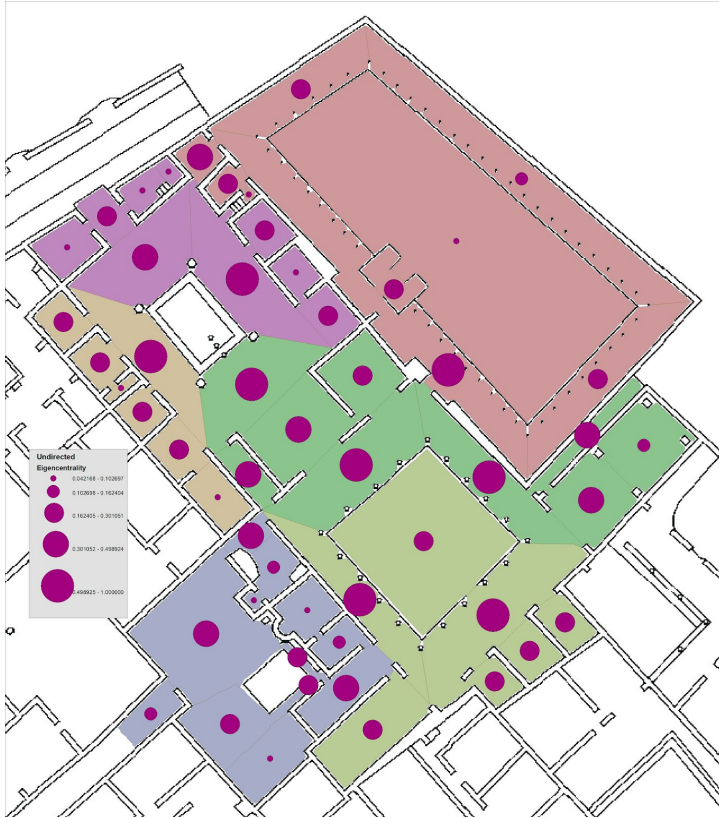 Undirected
Eigencentrality
0.042168 - 0.102697
0.102698 - 0.162404
0.162405 - 0.301051
0.301052 - 0.498924
0.498925 - 1.000000